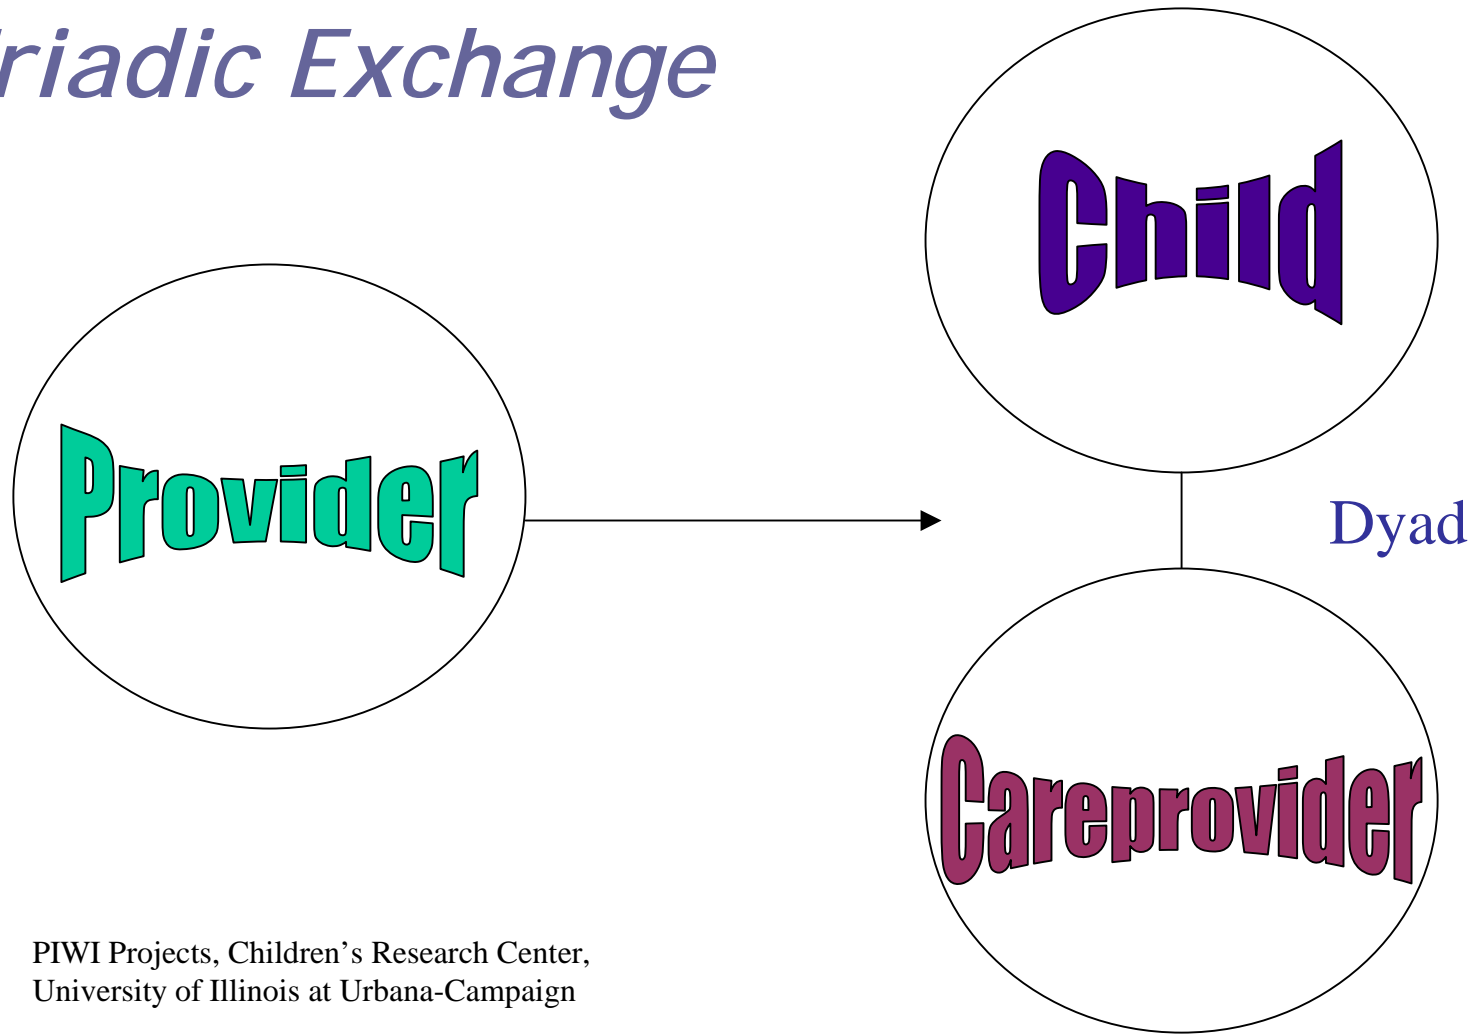 riadic Exchange
Child
Provider
Dyad
Careprovider
PIWI Projects, Children’s Research Center,
University of Illinois at Urbana-Campaign